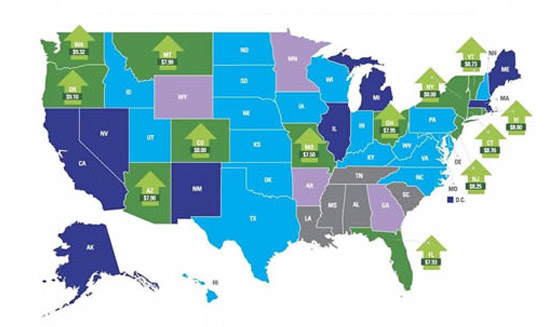 WA
$9.32
MT
$7.90
ND
MN
VT
$8.73
NH
ME
OR
$9.10
ID
SD
WI
MI
NY
$8.00
MA
WY
RI
$8.00
NV
UT
NE
IA
IL
IN
OH
$7.95
PA
CT
$8.70
CA
CO
$8.00
KS
MO
$7.50
KY
WV
VA
DE
NJ
$8.25
MD
D.C.
AZ
$7.90
NM
OK
AR
TN
NC
SC
TX
LA
MS
AL
GA
AK
HI
FL
$7.93